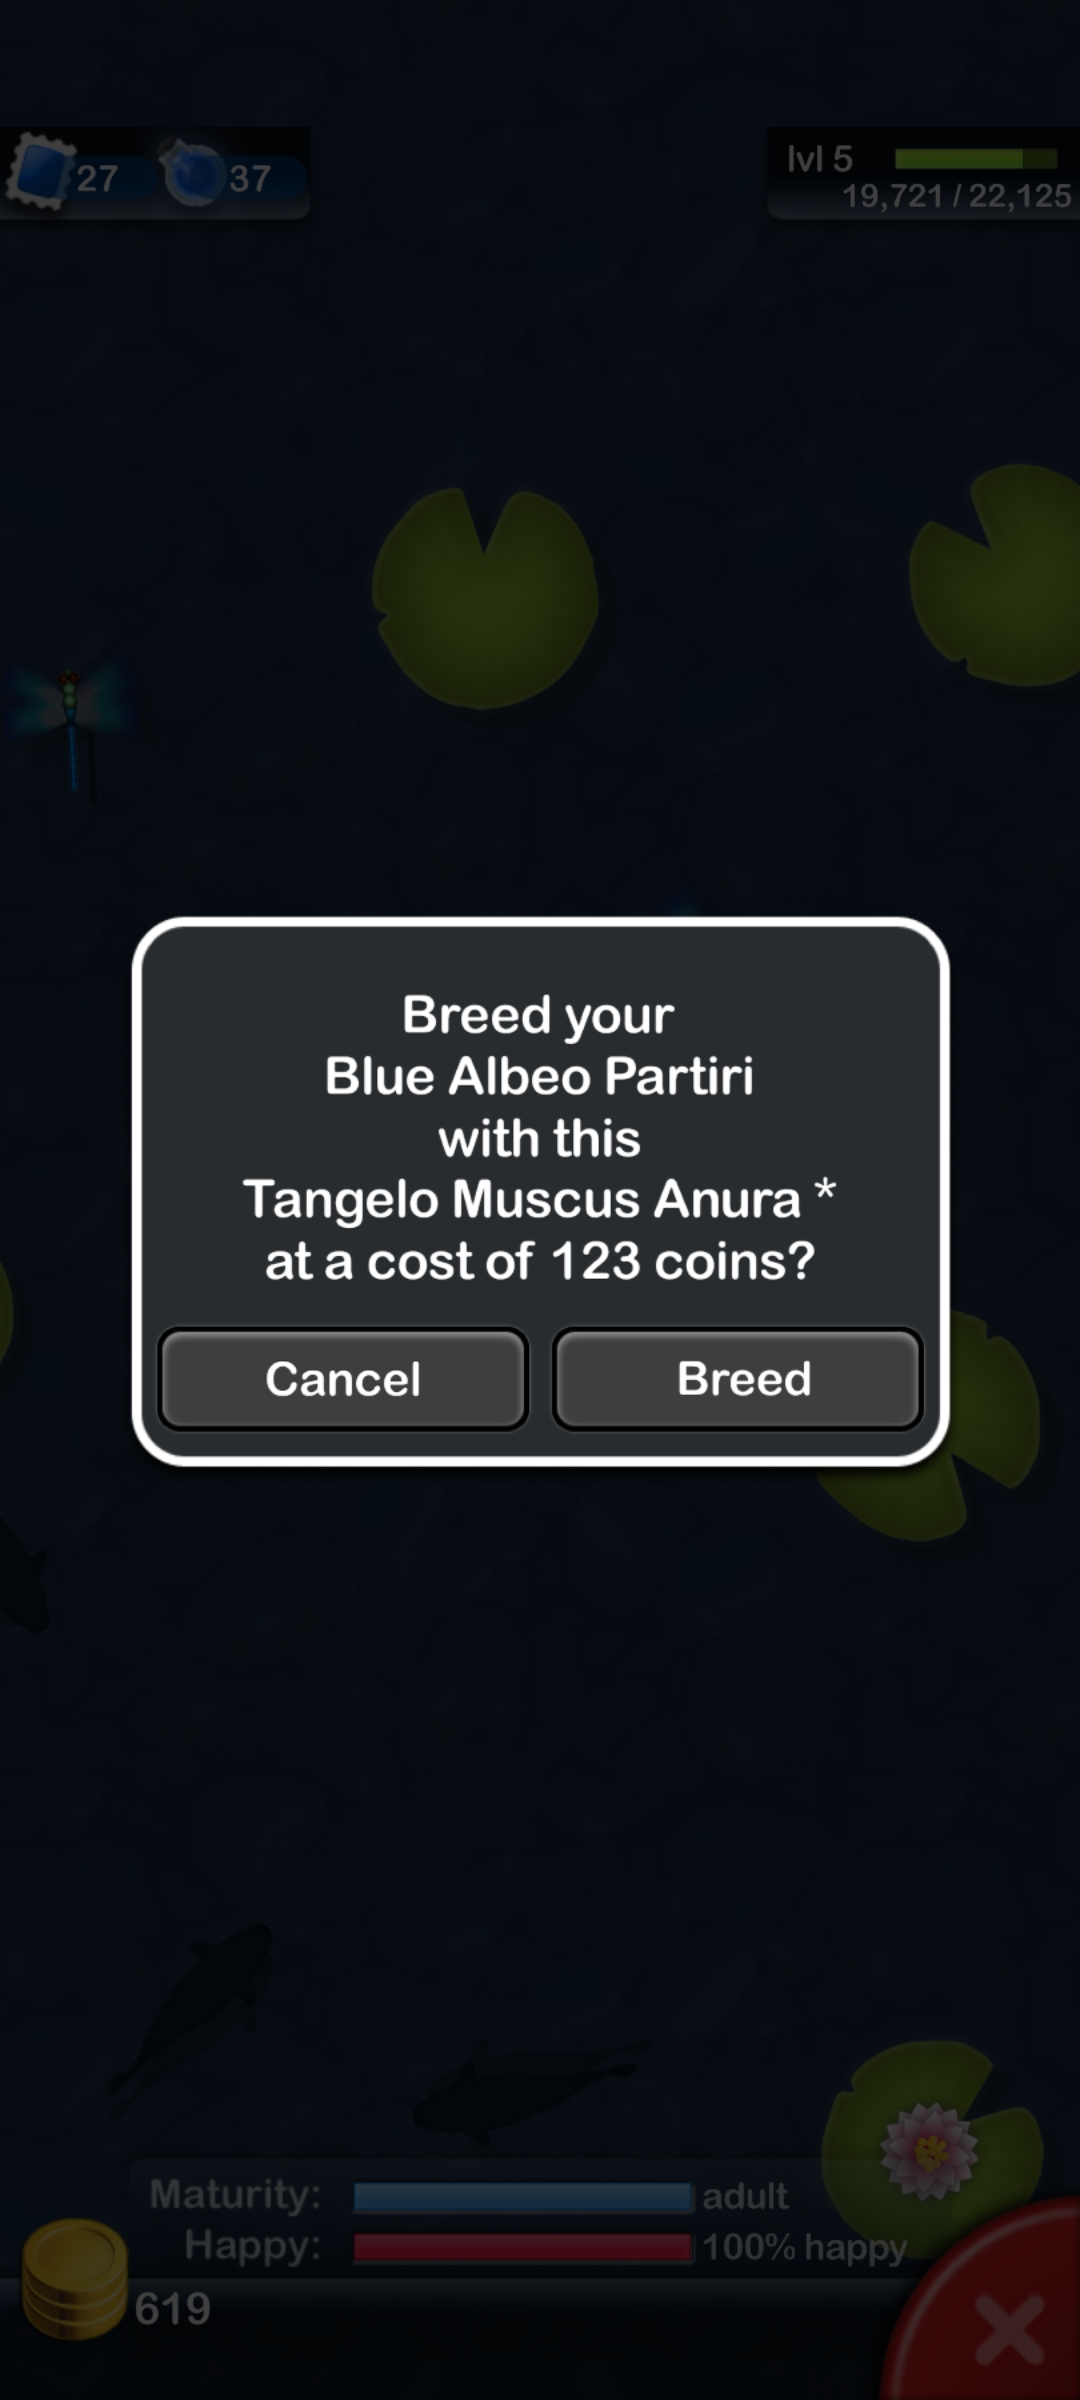 27
37
lvl 5
19,721 / 22,125
Breed your
Blue Albeo Partiri
with this
Tangelo Muscus Anura *
at a cost of 123 coins?
Cancel
Breed
Maturity:
adult
Happy:
100% happy
619